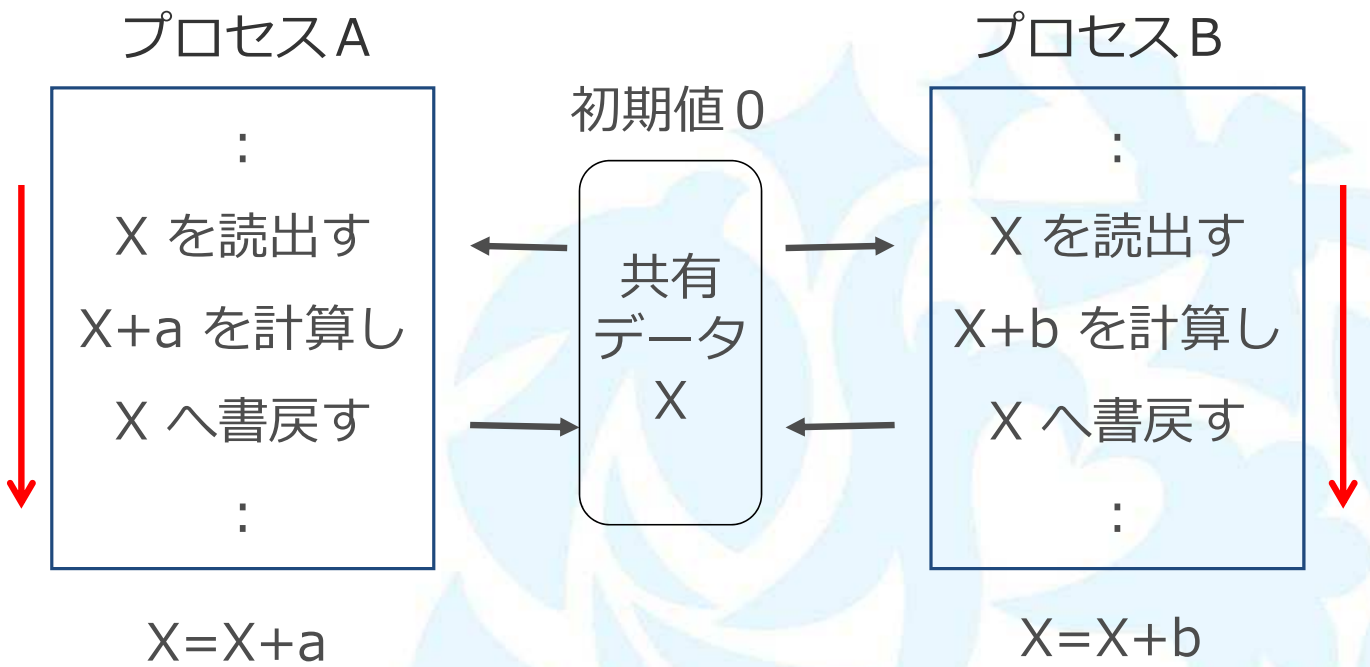 プロセスA
:
X を読出す
X+a を計算し
X へ書戻す
:
X=X+a
初期値0
共有
データ
X
プロセスB
:
X を読出す
X+b を計算し
X へ書戻す
:
X=X+b